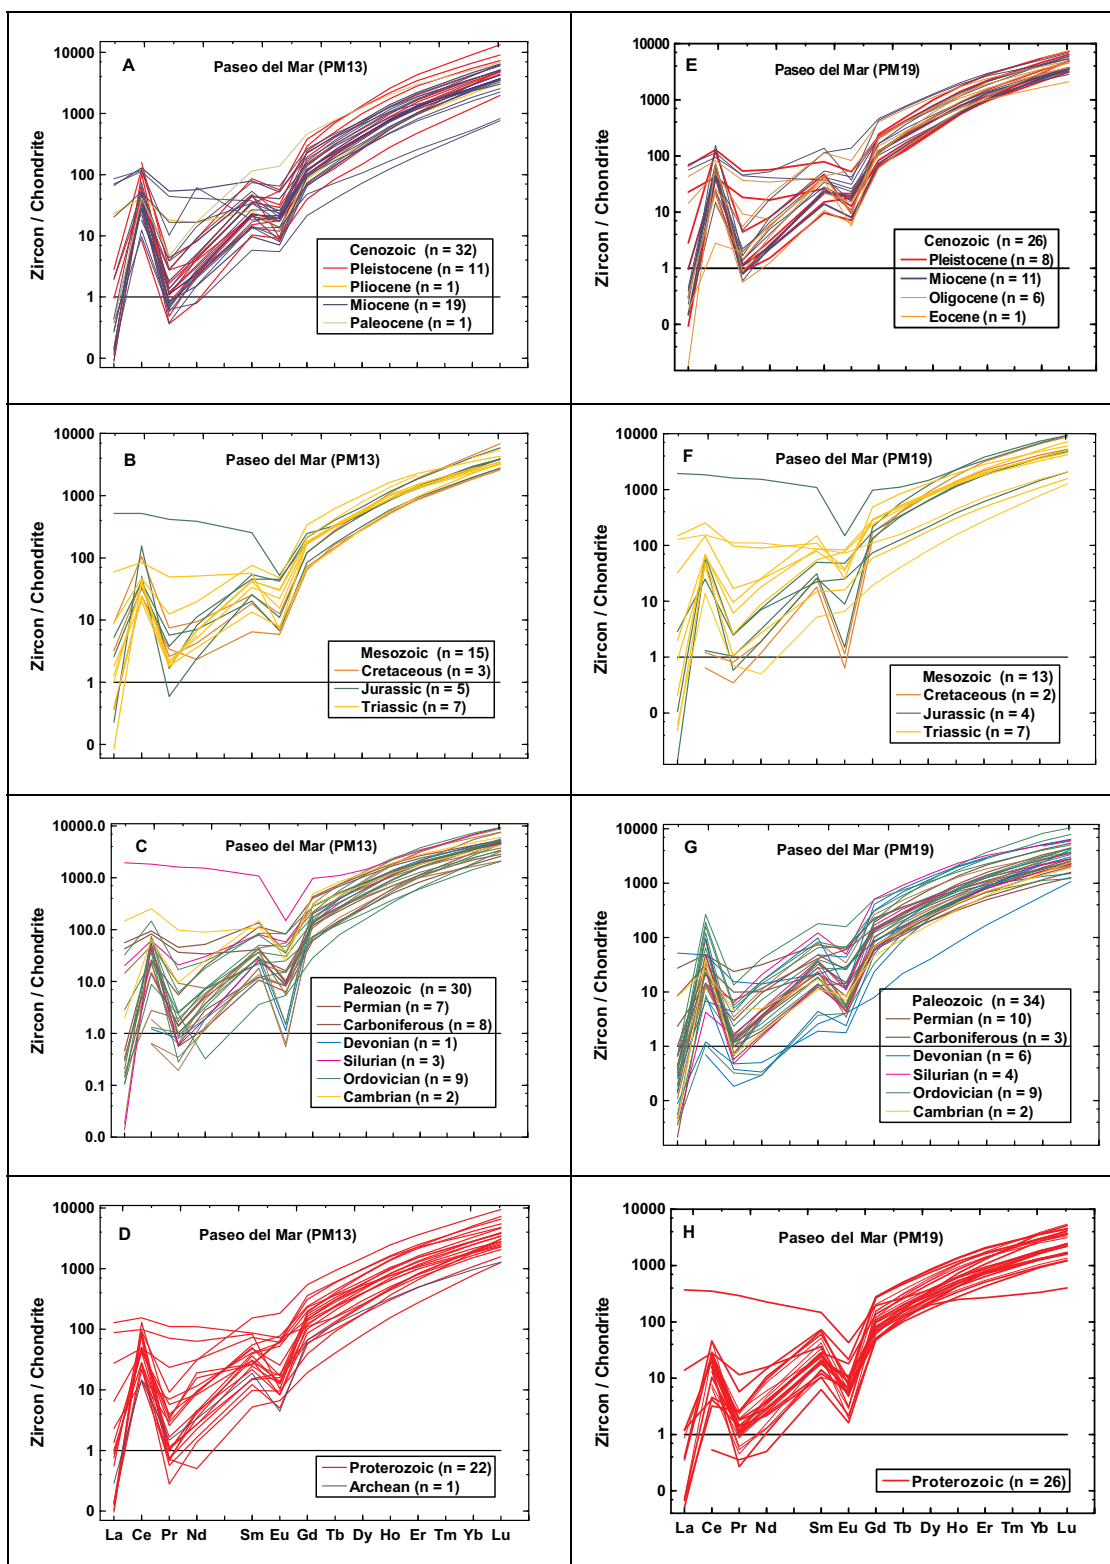 A
Paseo del Mar (PM13)
Zircon / Chondrite
10000
1000
100
10
1
0
Cenozoic (n = 32)
Pleistocene (n = 11)
Pliocene (n = 1)
Miocene (n = 19)
Paleocene (n = 1)
E
Paseo del Mar (PM19)
Zircon / Chondrite
10000
1000
100
10
1
0
Cenozoic (n = 26)
Pleistocene (n = 8)
Miocene (n = 11)
Oligocene (n = 6)
Eocene (n = 1)
B
Paseo del Mar (PM13)
Zircon / Chondrite
10000
1000
100
10
1
0
Mesozoic (n = 15)
Cretaceous (n = 3)
Jurassic (n = 5)
Triassic (n = 7)
F
Paseo del Mar (PM19)
Zircon / Chondrite
10000
1000
100
10
1
0
Mesozoic (n = 13)
Cretaceous (n = 2)
Jurassic (n = 4)
Triassic (n = 7)
C
Paseo del Mar (PM13)
Zircon / Chondrite
10000.0
1000.0
100.0
10.0
1.0
0.1
0.0
Paleozoic (n = 30)
Permian (n = 7)
Carboniferous (n = 8)
Devonian (n = 1)
Silurian (n = 3)
Ordovician (n = 9)
Cambrian (n = 2)
G
Paseo del Mar (PM19)
Zircon / Chondrite
10000
1000
100
10
1
0
Paleozoic (n = 34)
Permian (n = 10)
Carboniferous (n = 3)
Devonian (n = 6)
Silurian (n = 4)
Ordovician (n = 9)
Cambrian (n = 2)
D
Paseo del Mar (PM13)
Zircon / Chondrite
10000
1000
100
10
1
0
Proterozoic (n = 22)
Archean (n = 1)
La Ce Pr Nd Sm Eu Gd Tb Dy Ho Er Tm Yb Lu
H
Paseo del Mar (PM19)
Zircon / Chondrite
10000
1000
100
10
1
0
Proterozoic (n = 26)
La Ce Pr Nd Sm Eu Gd Tb Dy Ho Er Tm Yb Lu